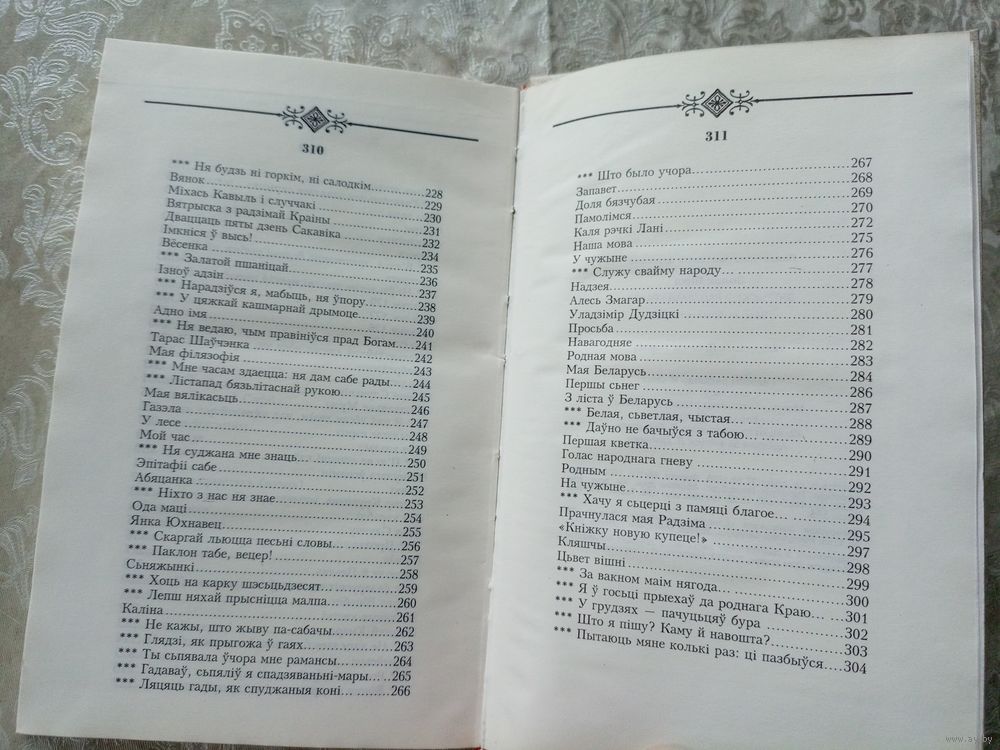 310
*** Ня будзь ні горкім, ні салодкім............228
Вянок............229
Міхась Кавыль і случчакі............230
Вятрыска з радзімай Краіны............231
Дваццаць пяты дзень Сакавіка............232
Імкніся ў высь!............234
Вёсенка............235
*** Залатой пшаніцай............236
Ізноў адзін............237
*** Нарадзіўся я, мабыць, ня ўпору............238
*** У цяжкай кашмарнай дрымоце............239
Адно імя............240
*** Ня ведаю, чым правініўся прад Богам.....241
Тарас Шаўчэнка............242
Мая філязофія............243
*** Мне часам здаецца: ня дам сабе рады... ....244
*** Лістапад бязьлітаснай рукою............245
Мая вялікасьць............246
Газэла............247
У лесе............248
Мой час............249
*** Ня суджана мне знаць............250
Эпітафіі сабе............251
Абяцанка............252
*** Ніхто з нас ня знае............253
Ода маці............254
Янка Юхнавец............255
*** Скаргай льюцца песьні словы............256
*** Паклон табе, вецер!............257
Сьняжынкі............258
*** Хоць на карку шэсьцьдзесят............259
*** Лепш няхай прысніцца малпа............260
Каліна............261
*** Не кажы, што жыву па-сабачы............262
*** Глядзі, як прыгожа ў гаях............263
*** Ты сьпявала ўчора мне рамансы............264
*** Гадаваў, сьпяліў я спадзяваньні-мары... ....265
*** Ляцяць гады, як спуджаныя коні... ........266
311
*** Што было учора............267
Запавет............268
Доля бязчубая............269
Памолімся............270
Каля рэчкі Лані............272
Наша мова............275
У чужыне............276
*** Служу свайму народу... ............277
Надзея............278
Алесь Змагар............279
Уладзімір Дудзіцкі............280
Просьба............281
Навагодняе............282
Родная мова............283
Мая Беларусь............284
Першы сьнег............286
З ліста ў Беларусь............287
*** Белая, сьветлая, чыстая............288
*** Даўно не бачыўся з табою... ............289
Першая кветка............290
Голас народнага гневу............291
Родным............292
На чужыне............293
*** Хачу я сьцерці з памяці благое... ............294
Прачнулася мая Радзіма............295
«Кніжку новую купеце!»............297
Кляшчы............298
Цьвет вішні............299
*** За вакном маім нягода............300
*** Я ў госьці прыехаў да роднага Краю... ....301
*** У грудзях — пачуцьцяў бура............302
*** Што я пішу? Каму й навошта?............303
*** Пытаюць мяне колькі раз: ці пазбыўся....304
www.ay.by